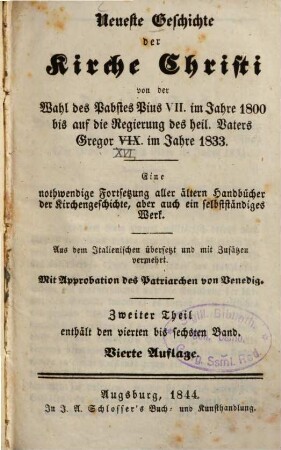 Neueste Geschichte
der
Kirche Christi
von der
Wahl des Pabstes Pius VII. im Jahre 1800
bis auf die Regierung des heil. Vaters
Gregor VIX. im Jahre 1833.
XVI.
Eine
nothwendige Fortsetzung aller ältern Handbücher
der Kirchengeschichte, aber auch ein selbstständiges
Werk.
Aus dem Italienischen übersetzt und mit Zusätzen
vermehrt.
Mit Approbation des Patriarchen von Venedig.
Zweiter Theil
enthält den vierten bis sechsten Band.
Vierte Auflage.
Augsburg, 1844.
In J. A. Schlosser's Buch- und Kunsthandlung.